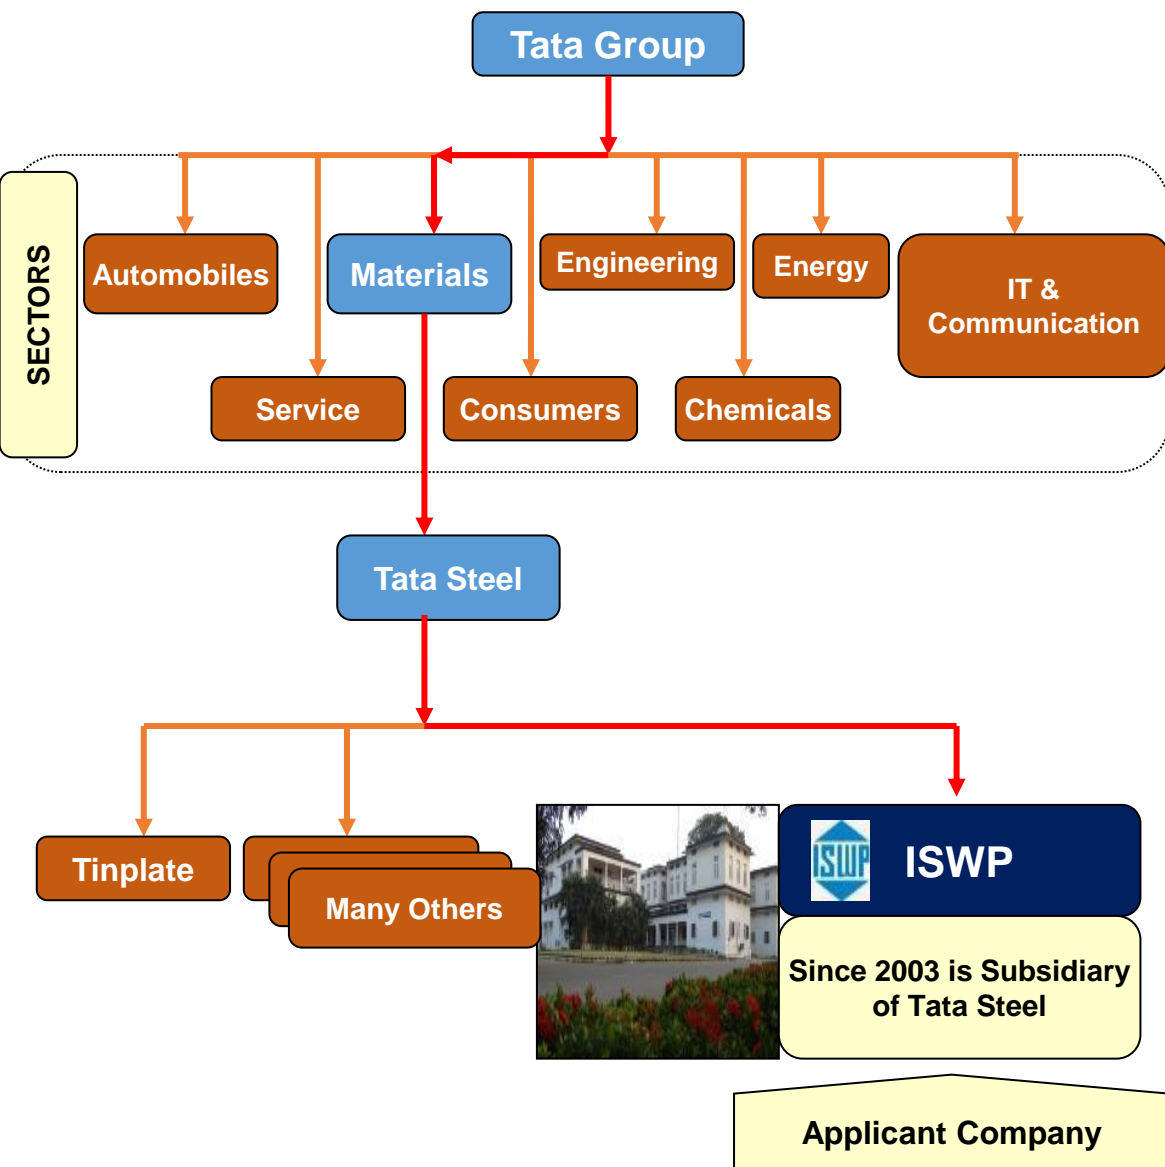 Tata Group
SECTORS
Automobiles
Materials
Engineering
Energy
IT &
Communication
Service
Consumers
Chemicals
Tata Steel
Tinplate
Many Others
ISWP
ISWP
Since 2003 is Subsidiary
of Tata Steel
Applicant Company